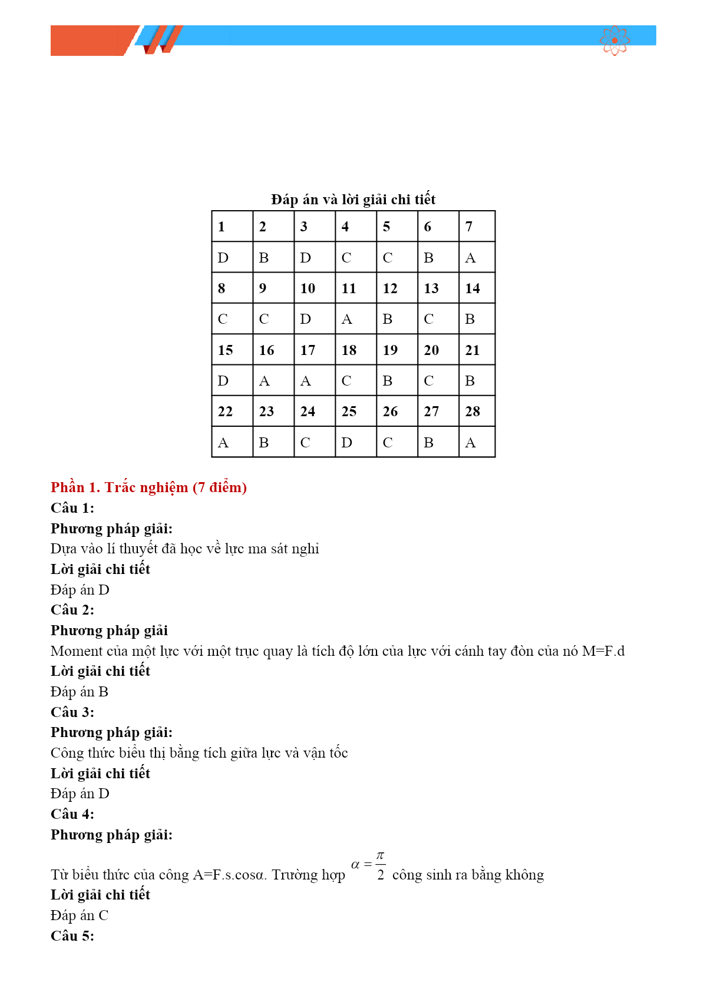 Đáp án và lời giải chi tiết
1 2 3 4 5 6 7
D B D C C B A
8 9 10 11 12 13 14
C C D A B C B
15 16 17 18 19 20 21
D A A C B C B
22 23 24 25 26 27 28
A B C D C B A
Phần 1. Trắc nghiệm (7 điểm)
Câu 1:
Phương pháp giải:
Dựa vào lí thuyết đã học về lực ma sát nghỉ
Lời giải chi tiết
Đáp án D
Câu 2:
Phương pháp giải
Moment của một lực với một trục quay là tích độ lớn của lực với cánh tay đòn của nó M=F.d
Lời giải chi tiết
Đáp án B
Câu 3:
Phương pháp giải:
Công thức biểu thị bằng tích giữa lực và vận tốc
Lời giải chi tiết
Đáp án D
Câu 4:
Phương pháp giải:
Từ biểu thức của công A=F.s.cosα. Trường hợp α = π/2 công sinh ra bằng không
Lời giải chi tiết
Đáp án C
Câu 5: